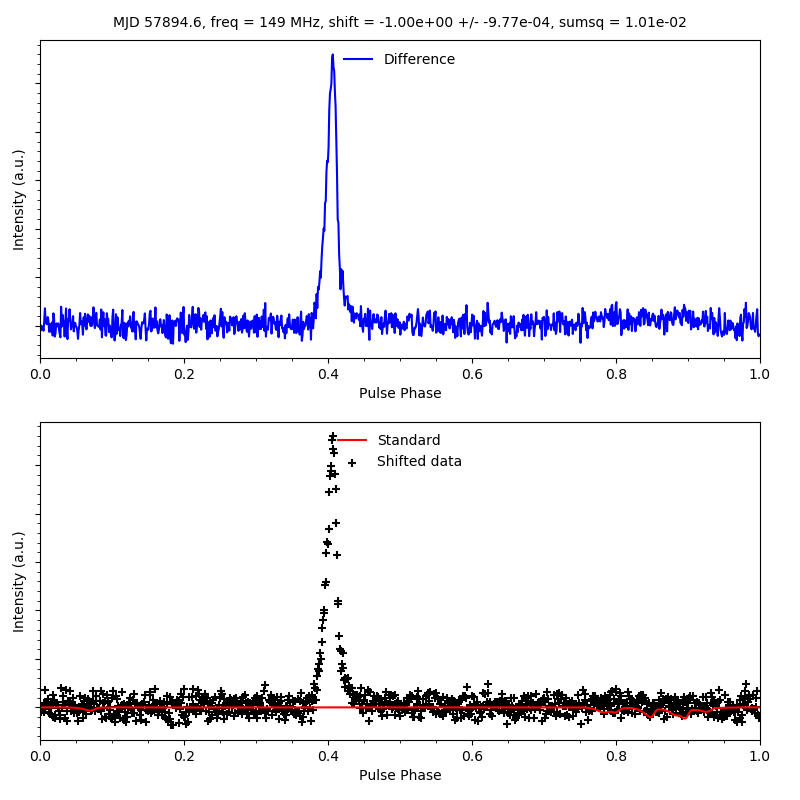 MJD 57894.6, freq = 149 MHz, shift = -1.00e+00 +/- -9.77e-04, sumsq = 1.01e-02
Difference
Intensity (a.u.)
0.0 0.2 0.4 0.6 0.8 1.0
Pulse Phase
Standard
Shifted data
Intensity (a.u.)
0.0 0.2 0.4 0.6 0.8 1.0
Pulse Phase